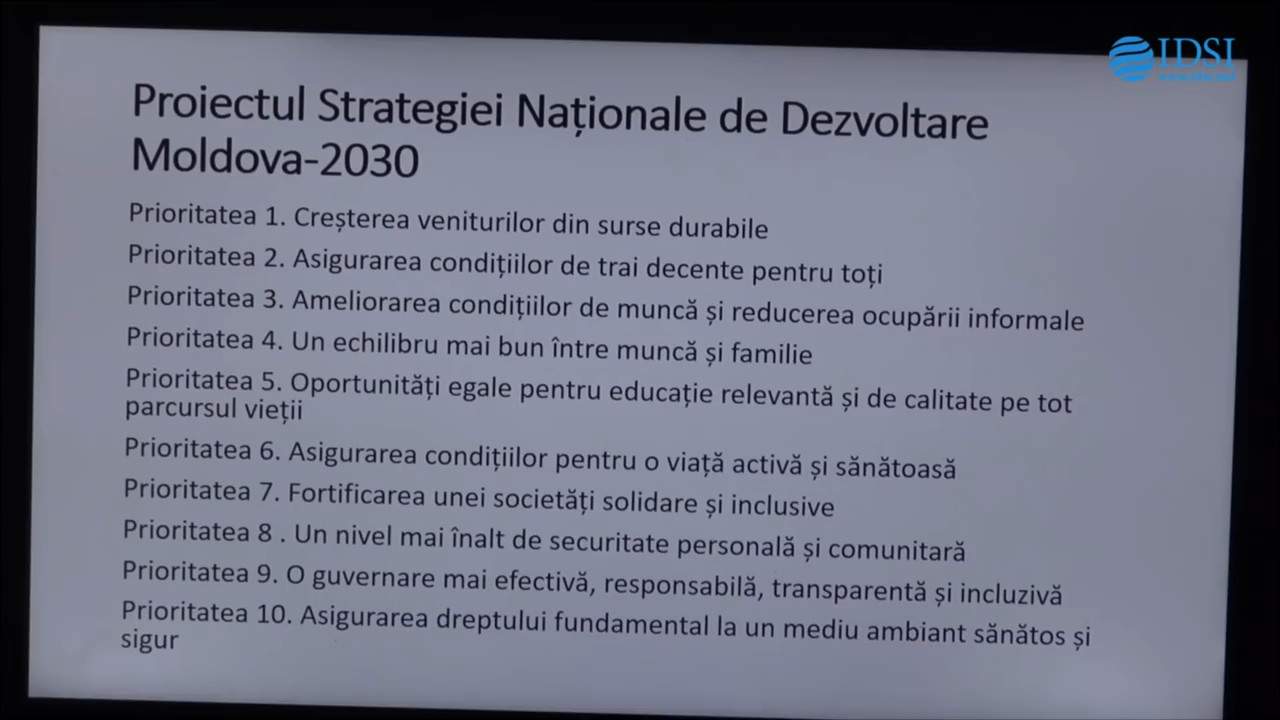 IDSI
www.idsi.md
Proiectul Strategiei Naționale de Dezvoltare
Moldova-2030
Prioritatea 1. Creșterea veniturilor din surse durabile
Prioritatea 2. Asigurarea condițiilor de trai decente pentru toți
Prioritatea 3. Ameliorarea condițiilor de muncă și reducerea ocupării informale
Prioritatea 4. Un echilibru mai bun între muncă și familie
Prioritatea 5. Oportunități egale pentru educație relevantă și de calitate pe tot
parcursul vieții
Prioritatea 6. Asigurarea condițiilor pentru o viață activă și sănătoasă
Prioritatea 7. Fortificarea unei societăți solidare și inclusive
Prioritatea 8 . Un nivel mai înalt de securitate personală și comunitară
Prioritatea 9. O guvernare mai efectivă, responsabilă, transparentă și incluzivă
Prioritatea 10. Asigurarea dreptului fundamental la un mediu ambiant sănătos și
sigur